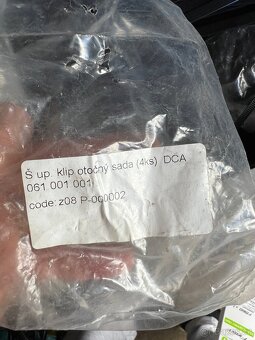 Š up. klip otočný sada (4ks) DCA
061 001 001
code: z08 P-000002